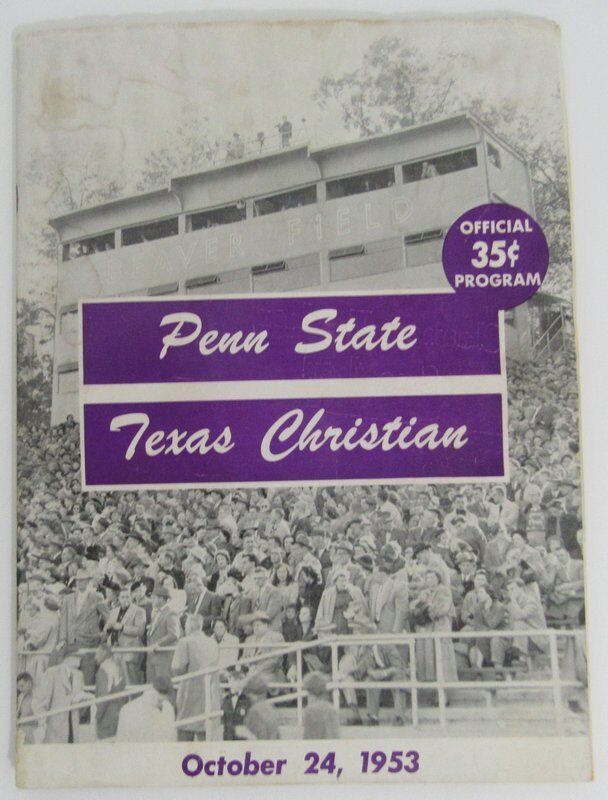 BEAVER FIELD
OFFICIAL
35¢
PROGRAM
Penn State
Texas Christian
October 24, 1953